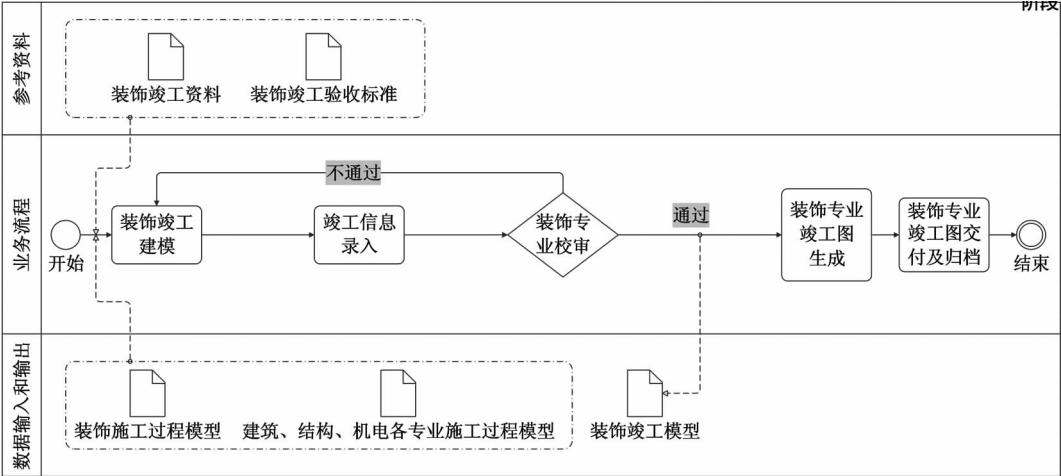 阶段
参考资料
装饰竣工资料
装饰竣工验收标准
业务流程
开始
装饰竣工
建模
不通过
竣工信息
录入
装饰专
业校审
通过
装饰专业
竣工图
生成
装饰专业
竣工图交
付及归档
结束
数据输入和输出
装饰施工过程模型
建筑、结构、机电各专业施工过程模型
装饰竣工模型